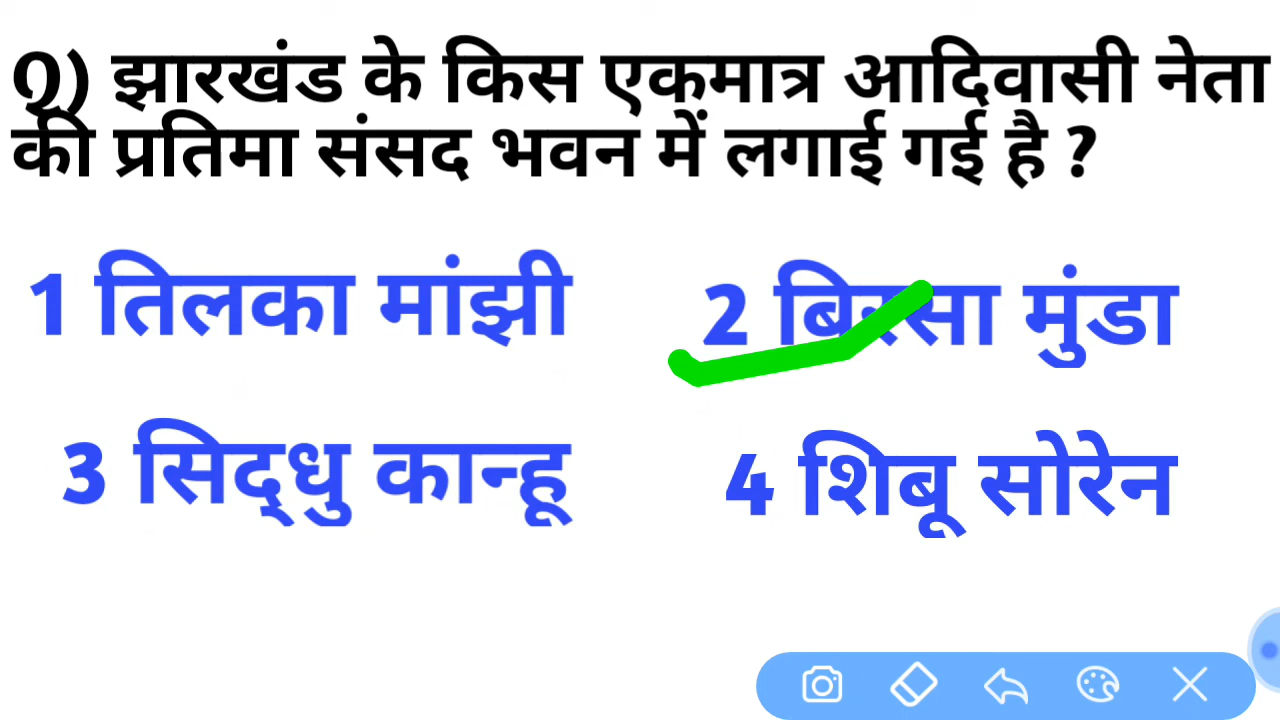 Q) झारखंड के किस एकमात्र आदिवासी नेता
की प्रतिमा संसद भवन में लगाई गई है ?
1 तिलका मांझी
2 बिरसा मुंडा
3 सिद्‌धु कान्हू
4 शिबू सोरेन